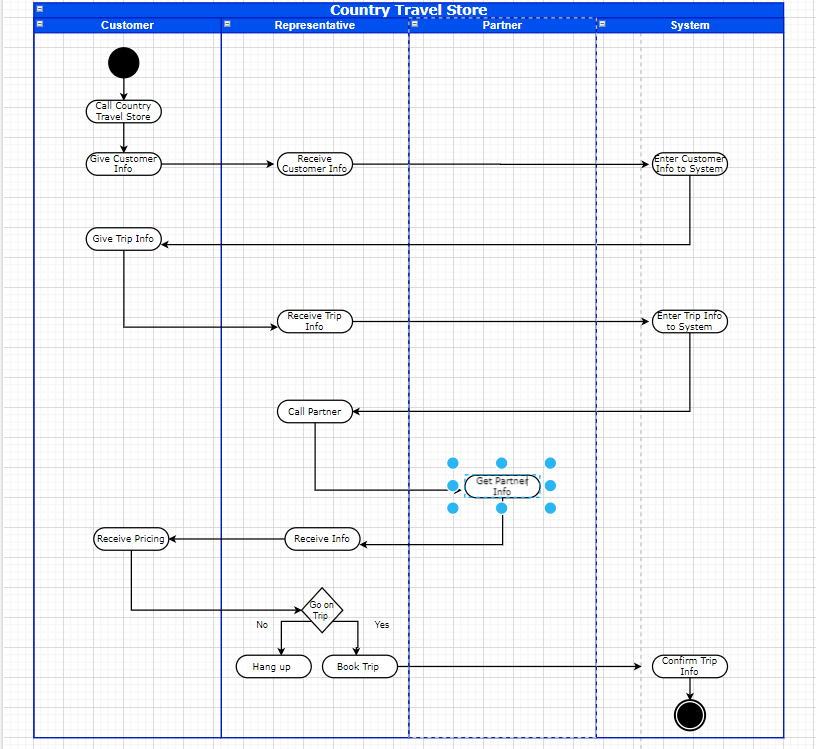 Country Travel Store
Customer
Representative
Partner
System
Call Country
Travel Store
Give Customer
Info
Receive
Customer Info
Enter Customer
Info to System
Give Trip Info
Receive Trip
Info
Enter Trip Info
to System
Call Partner
Get Partner
Info
Receive Pricing
Receive Info
Go on
Trip
No
Yes
Hang up
Book Trip
Confirm Trip
Info